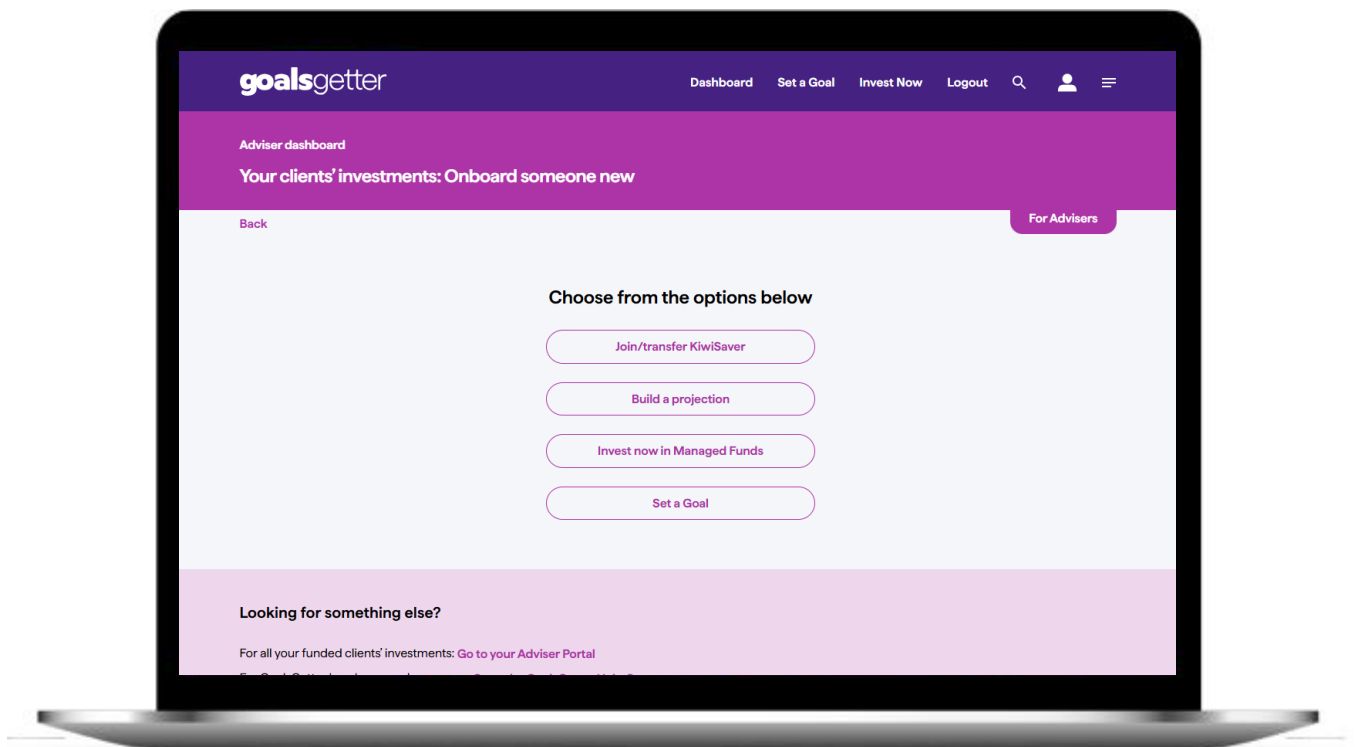 goalsgetter
Dashboard Set a Goal Invest Now Logout
Adviser dashboard
Your clients' investments: Onboard someone new
Back
For Advisers
Choose from the options below
Join/transfer KiwiSaver
Build a projection
Invest now in Managed Funds
Set a Goal
Looking for something else?
For all your funded clients' investments: Go to your Adviser Portal